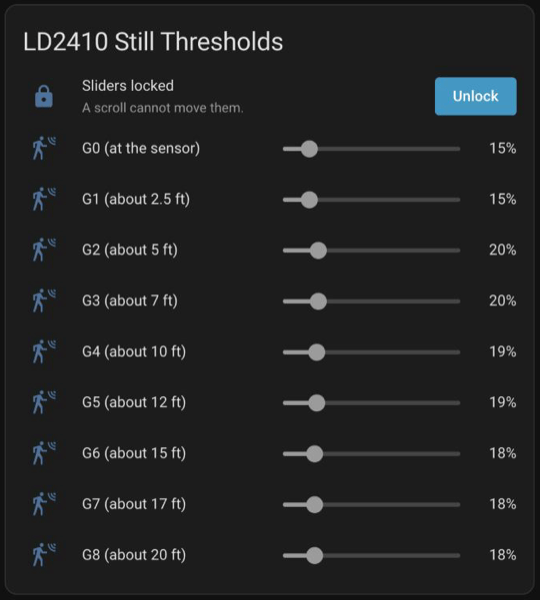 LD2410 Still Thresholds
Sliders locked
A scroll cannot move them.
Unlock
G0 (at the sensor) 15%
G1 (about 2.5 ft) 15%
G2 (about 5 ft) 20%
G3 (about 7 ft) 20%
G4 (about 10 ft) 19%
G5 (about 12 ft) 19%
G6 (about 15 ft) 18%
G7 (about 17 ft) 18%
G8 (about 20 ft) 18%